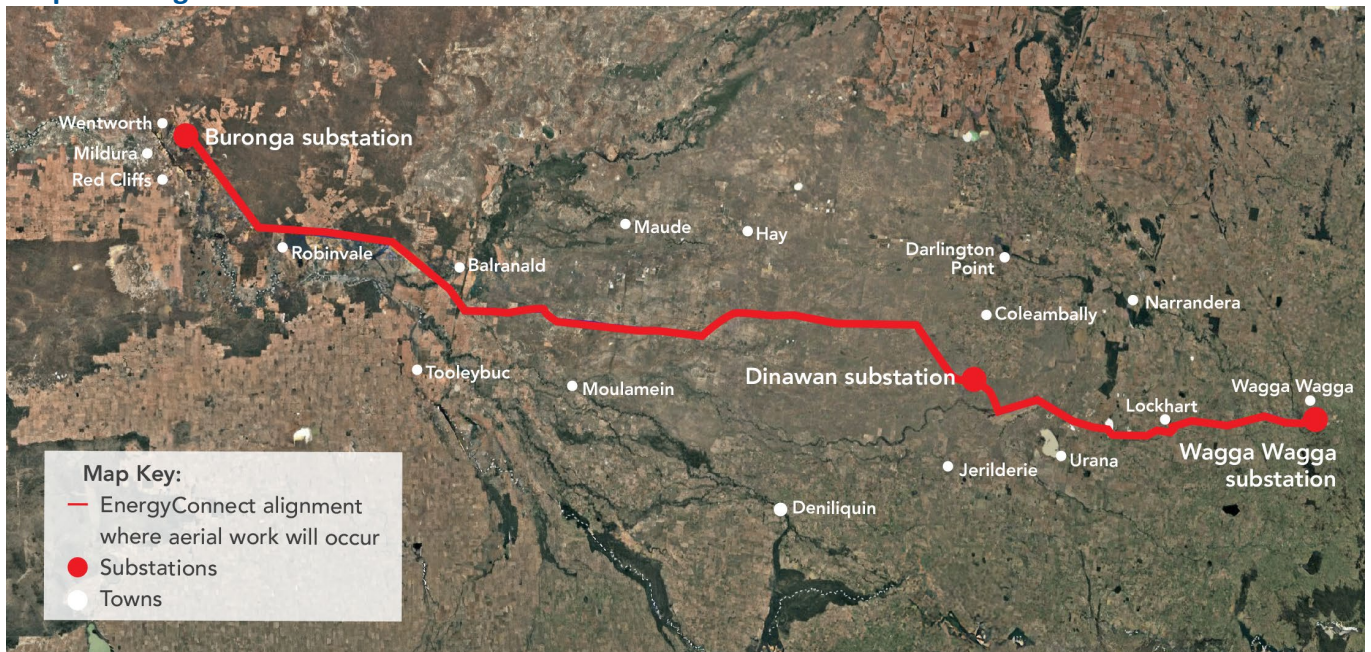 Wentworth
Buronga substation
Mildura
Red Cliffs
Maude
Hay
Robinvale
Balranald
Darlington
Point
Narrandera
Coleambally
Tooleybuc
Moulamein
Dinawan substation
Wagga Wagga
Lockhart
Wagga Wagga
substation
Urana
Jerilderie
Deniliquin
Map Key:
EnergyConnect alignment
where aerial work will occur
Substations
Towns